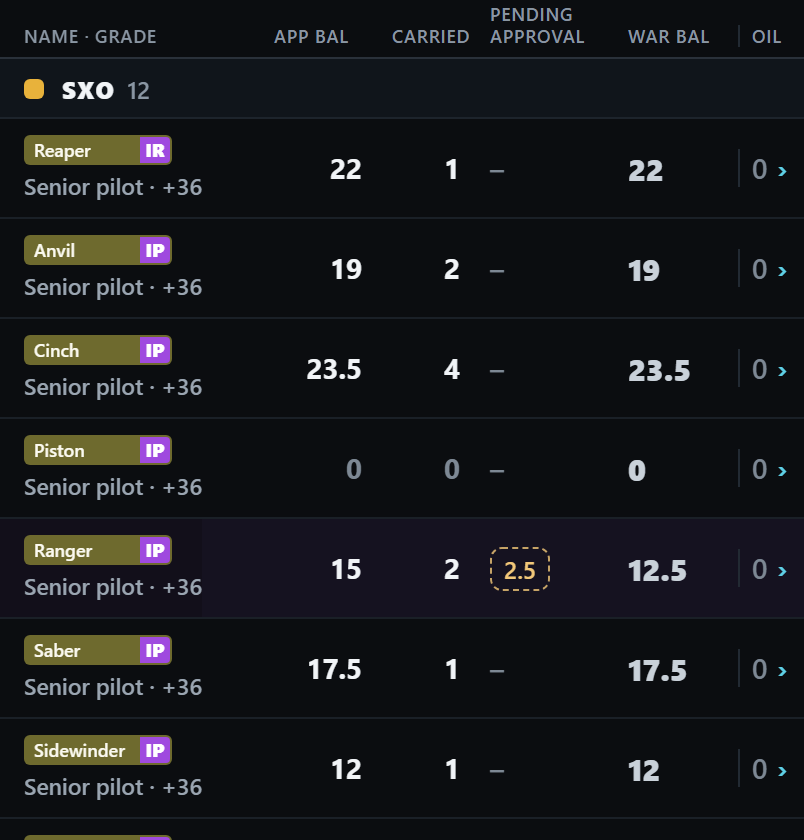 NAME · GRADE APP BAL CARRIED PENDING APPROVAL WAR BAL OIL
SXO 12
Reaper IR
Senior pilot · +36 22 1 – 22 0 ›
Anvil IP
Senior pilot · +36 19 2 – 19 0 ›
Cinch IP
Senior pilot · +36 23.5 4 – 23.5 0 ›
Piston IP
Senior pilot · +36 0 0 – 0 0 ›
Ranger IP
Senior pilot · +36 15 2 2.5 12.5 0 ›
Saber IP
Senior pilot · +36 17.5 1 – 17.5 0 ›
Sidewinder IP
Senior pilot · +36 12 1 – 12 0 ›